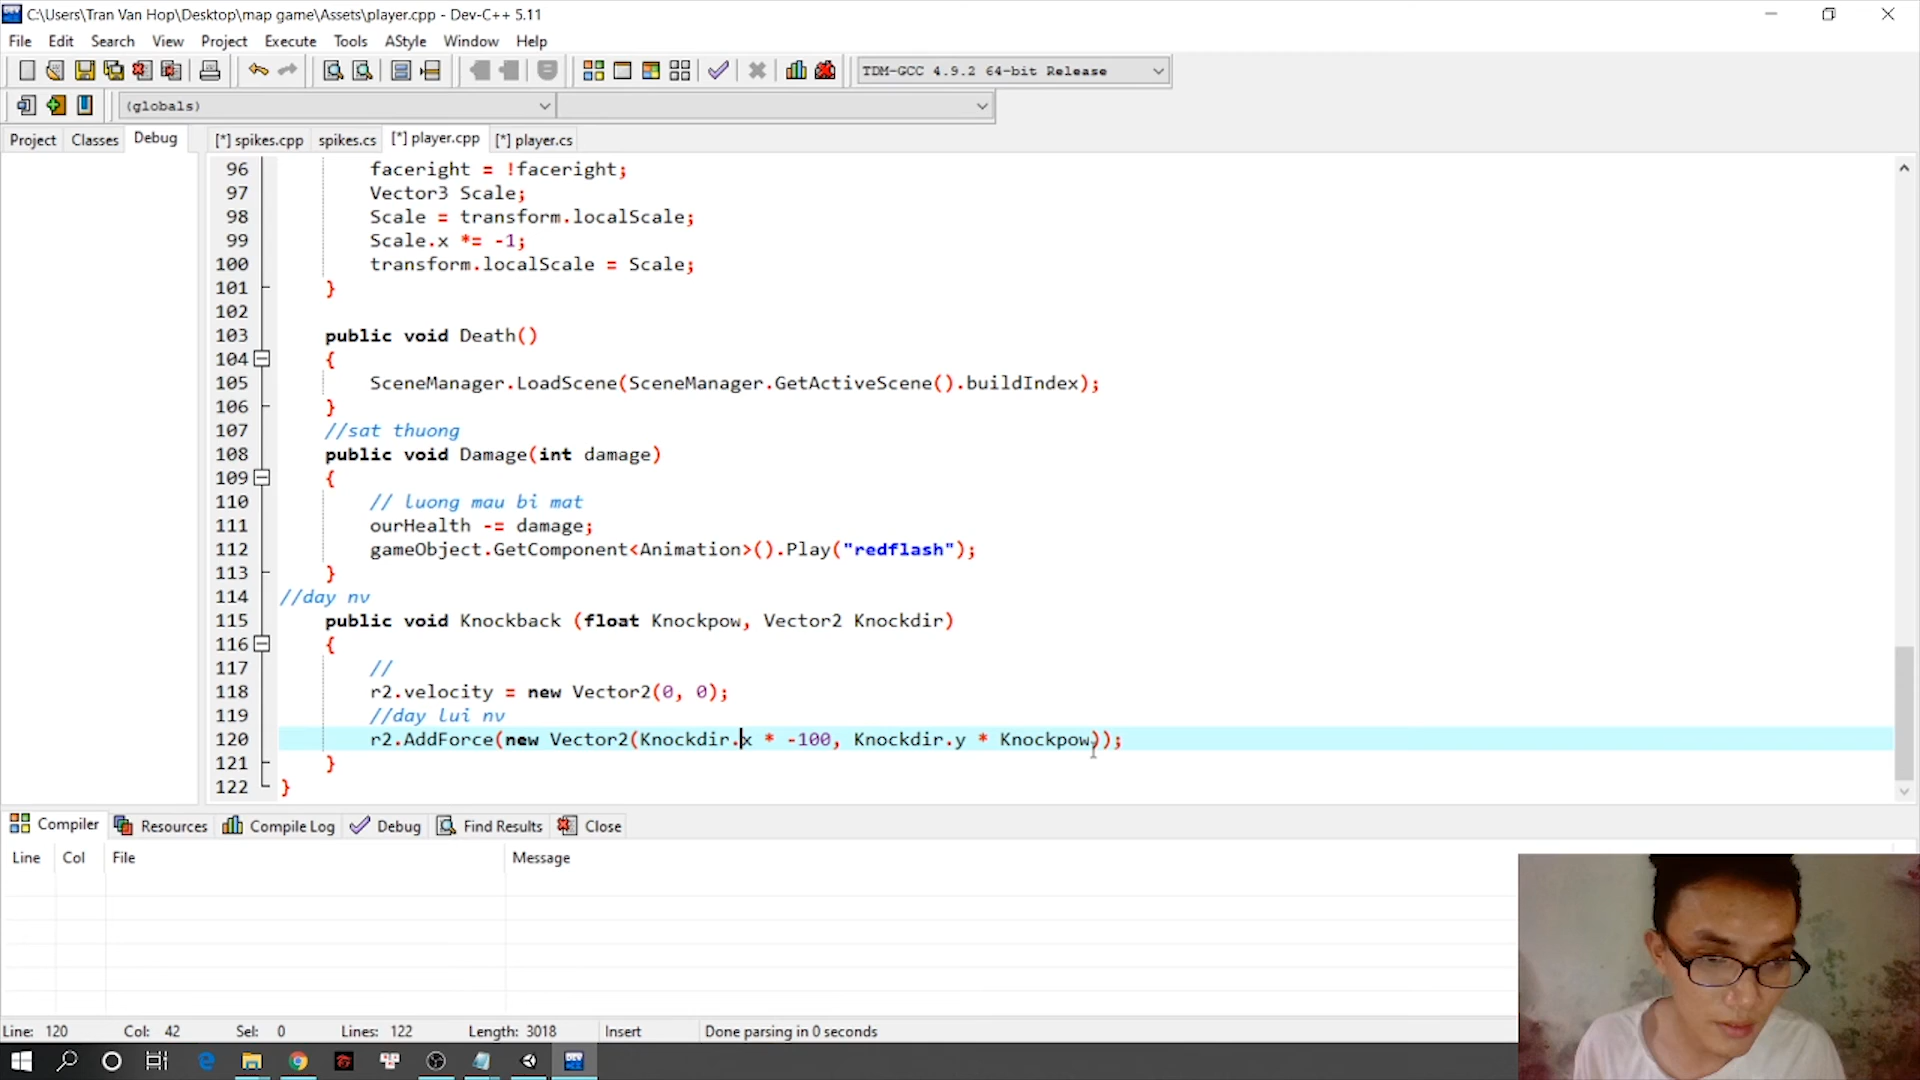 C:\Users\Tran Van Hop\Desktop\map game\Assets\player.cpp - Dev-C++ 5.11
File Edit Search View Project Execute Tools AStyle Window Help
TDM-GCC 4.9.2 64-bit Release
(globals)
Project Classes Debug [*] spikes.cpp spikes.cs [*] player.cpp [*] player.cs
96 faceright = !faceright;
97 Vector3 Scale;
98 Scale = transform.localScale;
99 Scale.x *= -1;
100 transform.localScale = Scale;
101 }
102
103 public void Death()
104 {
105 SceneManager.LoadScene(SceneManager.GetActiveScene().buildIndex);
106 }
107 //sat thuong
108 public void Damage(int damage)
109 {
110 // luong mau bi mat
111 ourHealth -= damage;
112 gameObject.GetComponent<Animation>().Play("redflash");
113 }
114 //day nv
115 public void Knockback (float Knockpow, Vector2 Knockdir)
116 {
117 //
118 r2.velocity = new Vector2(0, 0);
119 //day lui nv
120 r2.AddForce(new Vector2(Knockdir.x * -100, Knockdir.y * Knockpow));
121 }
122 }
Compiler Resources Compile Log Debug Find Results Close
Line Col File Message
Line: 120 Col: 42 Sel: 0 Lines: 122 Length: 3018 Insert Done parsing in 0 seconds